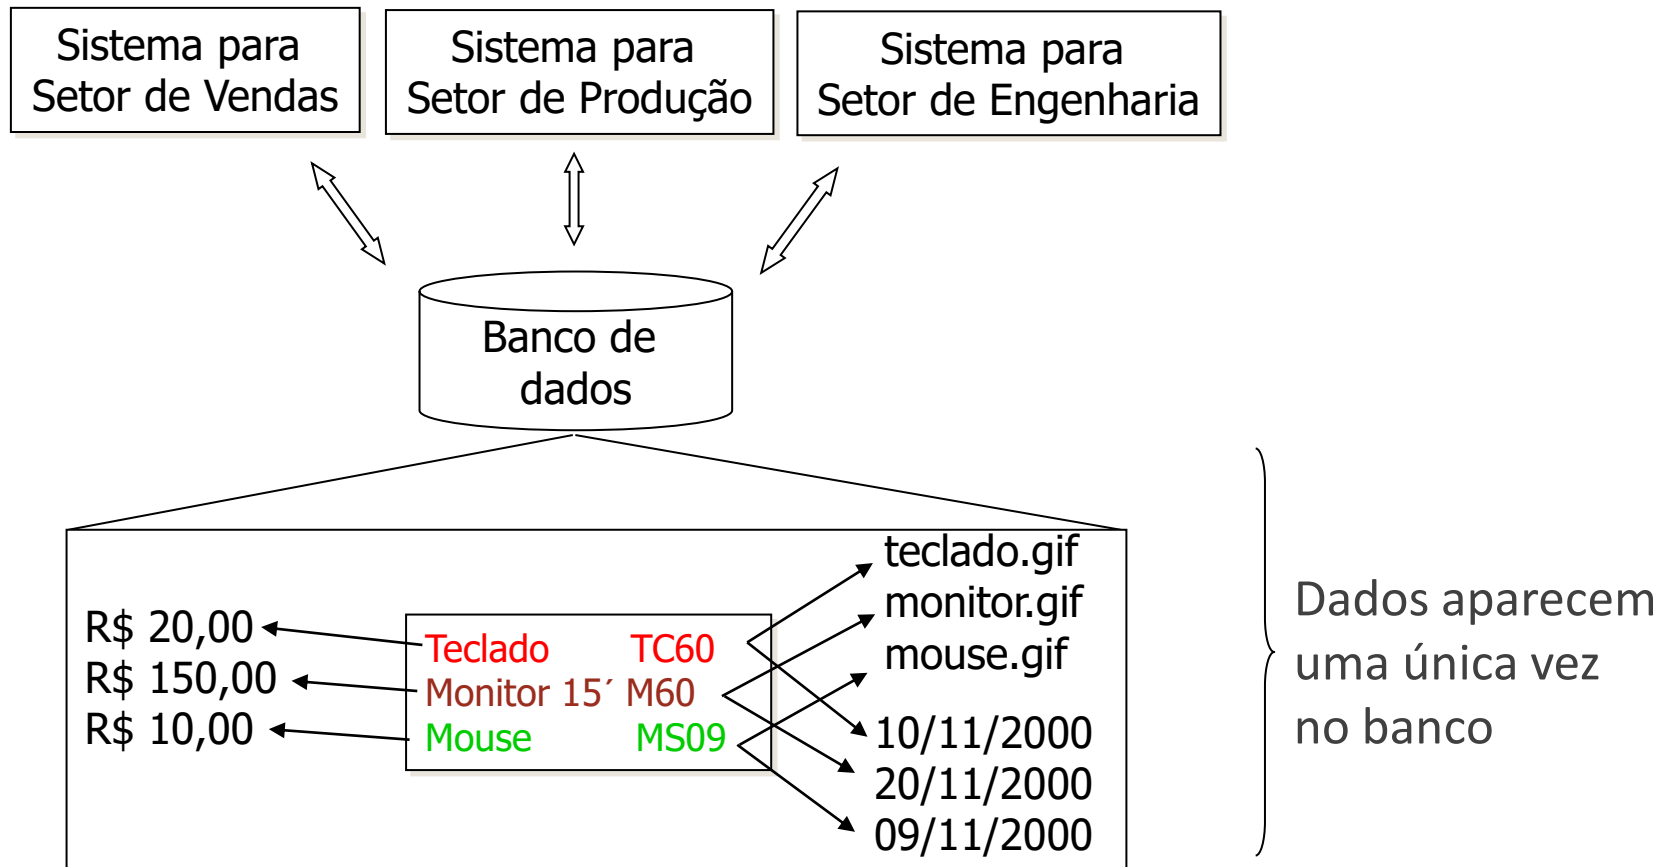 Sistema para
Setor de Vendas
Sistema para
Setor de Produção
Sistema para
Setor de Engenharia
Banco de
dados
R$ 20,00
R$ 150,00
R$ 10,00
Teclado TC60
Monitor 15´ M60
Mouse MS09
teclado.gif
monitor.gif
mouse.gif
10/11/2000
20/11/2000
09/11/2000
Dados aparecem
uma única vez
no banco